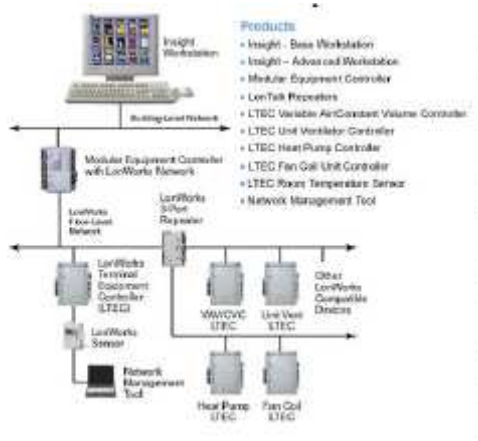 Products
Insight
Workstation
• Insight - Base Workstation
• Insight – Advanced Workstation
• Modular Equipment Controller
• LonTalk Repeaters
• LTEC Variable Air/Constant Volume Controller
• LTEC Unit Ventilator Controller
• LTEC Heat Pump Controller
• LTEC Fan Coil Unit Controller
• LTEC Room Temperature Sensor
• Network Management Tool
Building-Level Network
Modular Equipment Controller
with LonWorks Network
LonWorks
Floor-Level
Network
LonWorks
3-Port
Repeater
LonWorks
Terminal
Equipment
Controller
(LTEC)
VAV/CVC
LTEC
Unit Vent
LTEC
Other
LonWorks
Compatible
Devices
LonWorks
Sensor
Network
Management
Tool
Heat Pump
LTEC
Fan Coil
LTEC